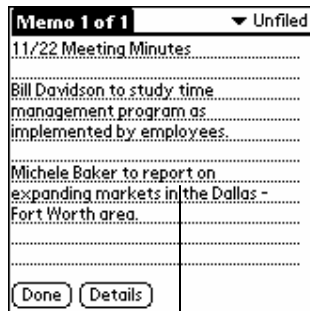 Memo 1 of 1
Unfiled
11/22 Meeting Minutes
Bill Davidson to study time
management program as
implemented by employees.
Michele Baker to report on
expanding markets in the Dallas -
Fort Worth area.
Done Details